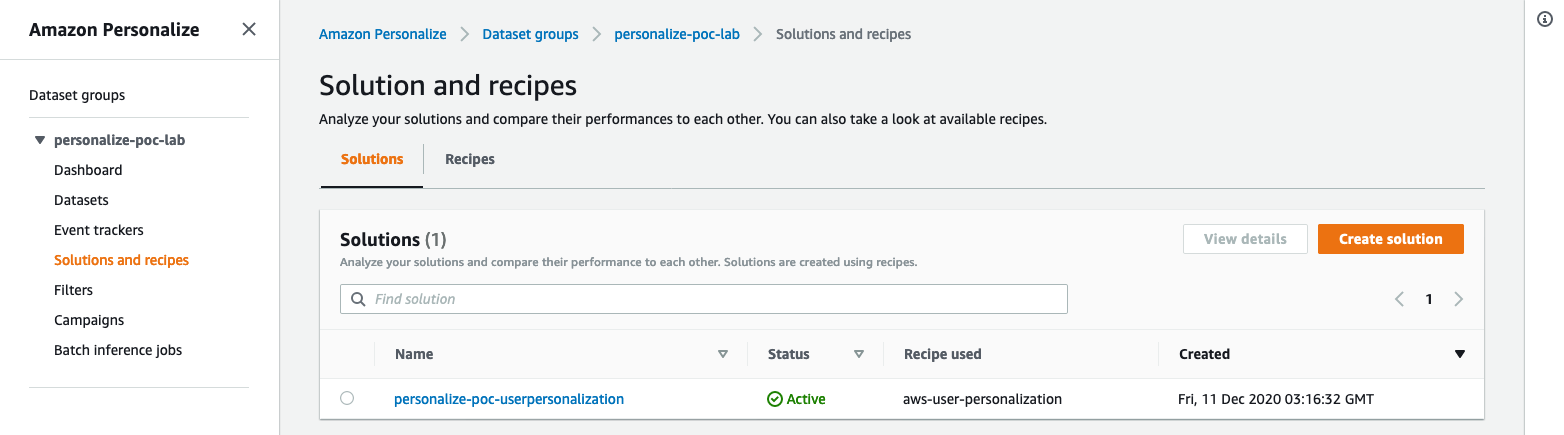 Amazon Personalize
Dataset groups
personalize-poc-lab
Dashboard
Datasets
Event trackers
Solutions and recipes
Filters
Campaigns
Batch inference jobs
Amazon Personalize > Dataset groups > personalize-poc-lab > Solutions and recipes
Solution and recipes
Analyze your solutions and compare their performances to each other. You can also take a look at available recipes.
Solutions Recipes
Solutions (1) View details Create solution
Analyze your solutions and compare their performance to each other. Solutions are created using recipes.
Find solution < 1 >
Name Status Recipe used Created
personalize-poc-userpersonalization Active aws-user-personalization Fri, 11 Dec 2020 03:16:32 GMT